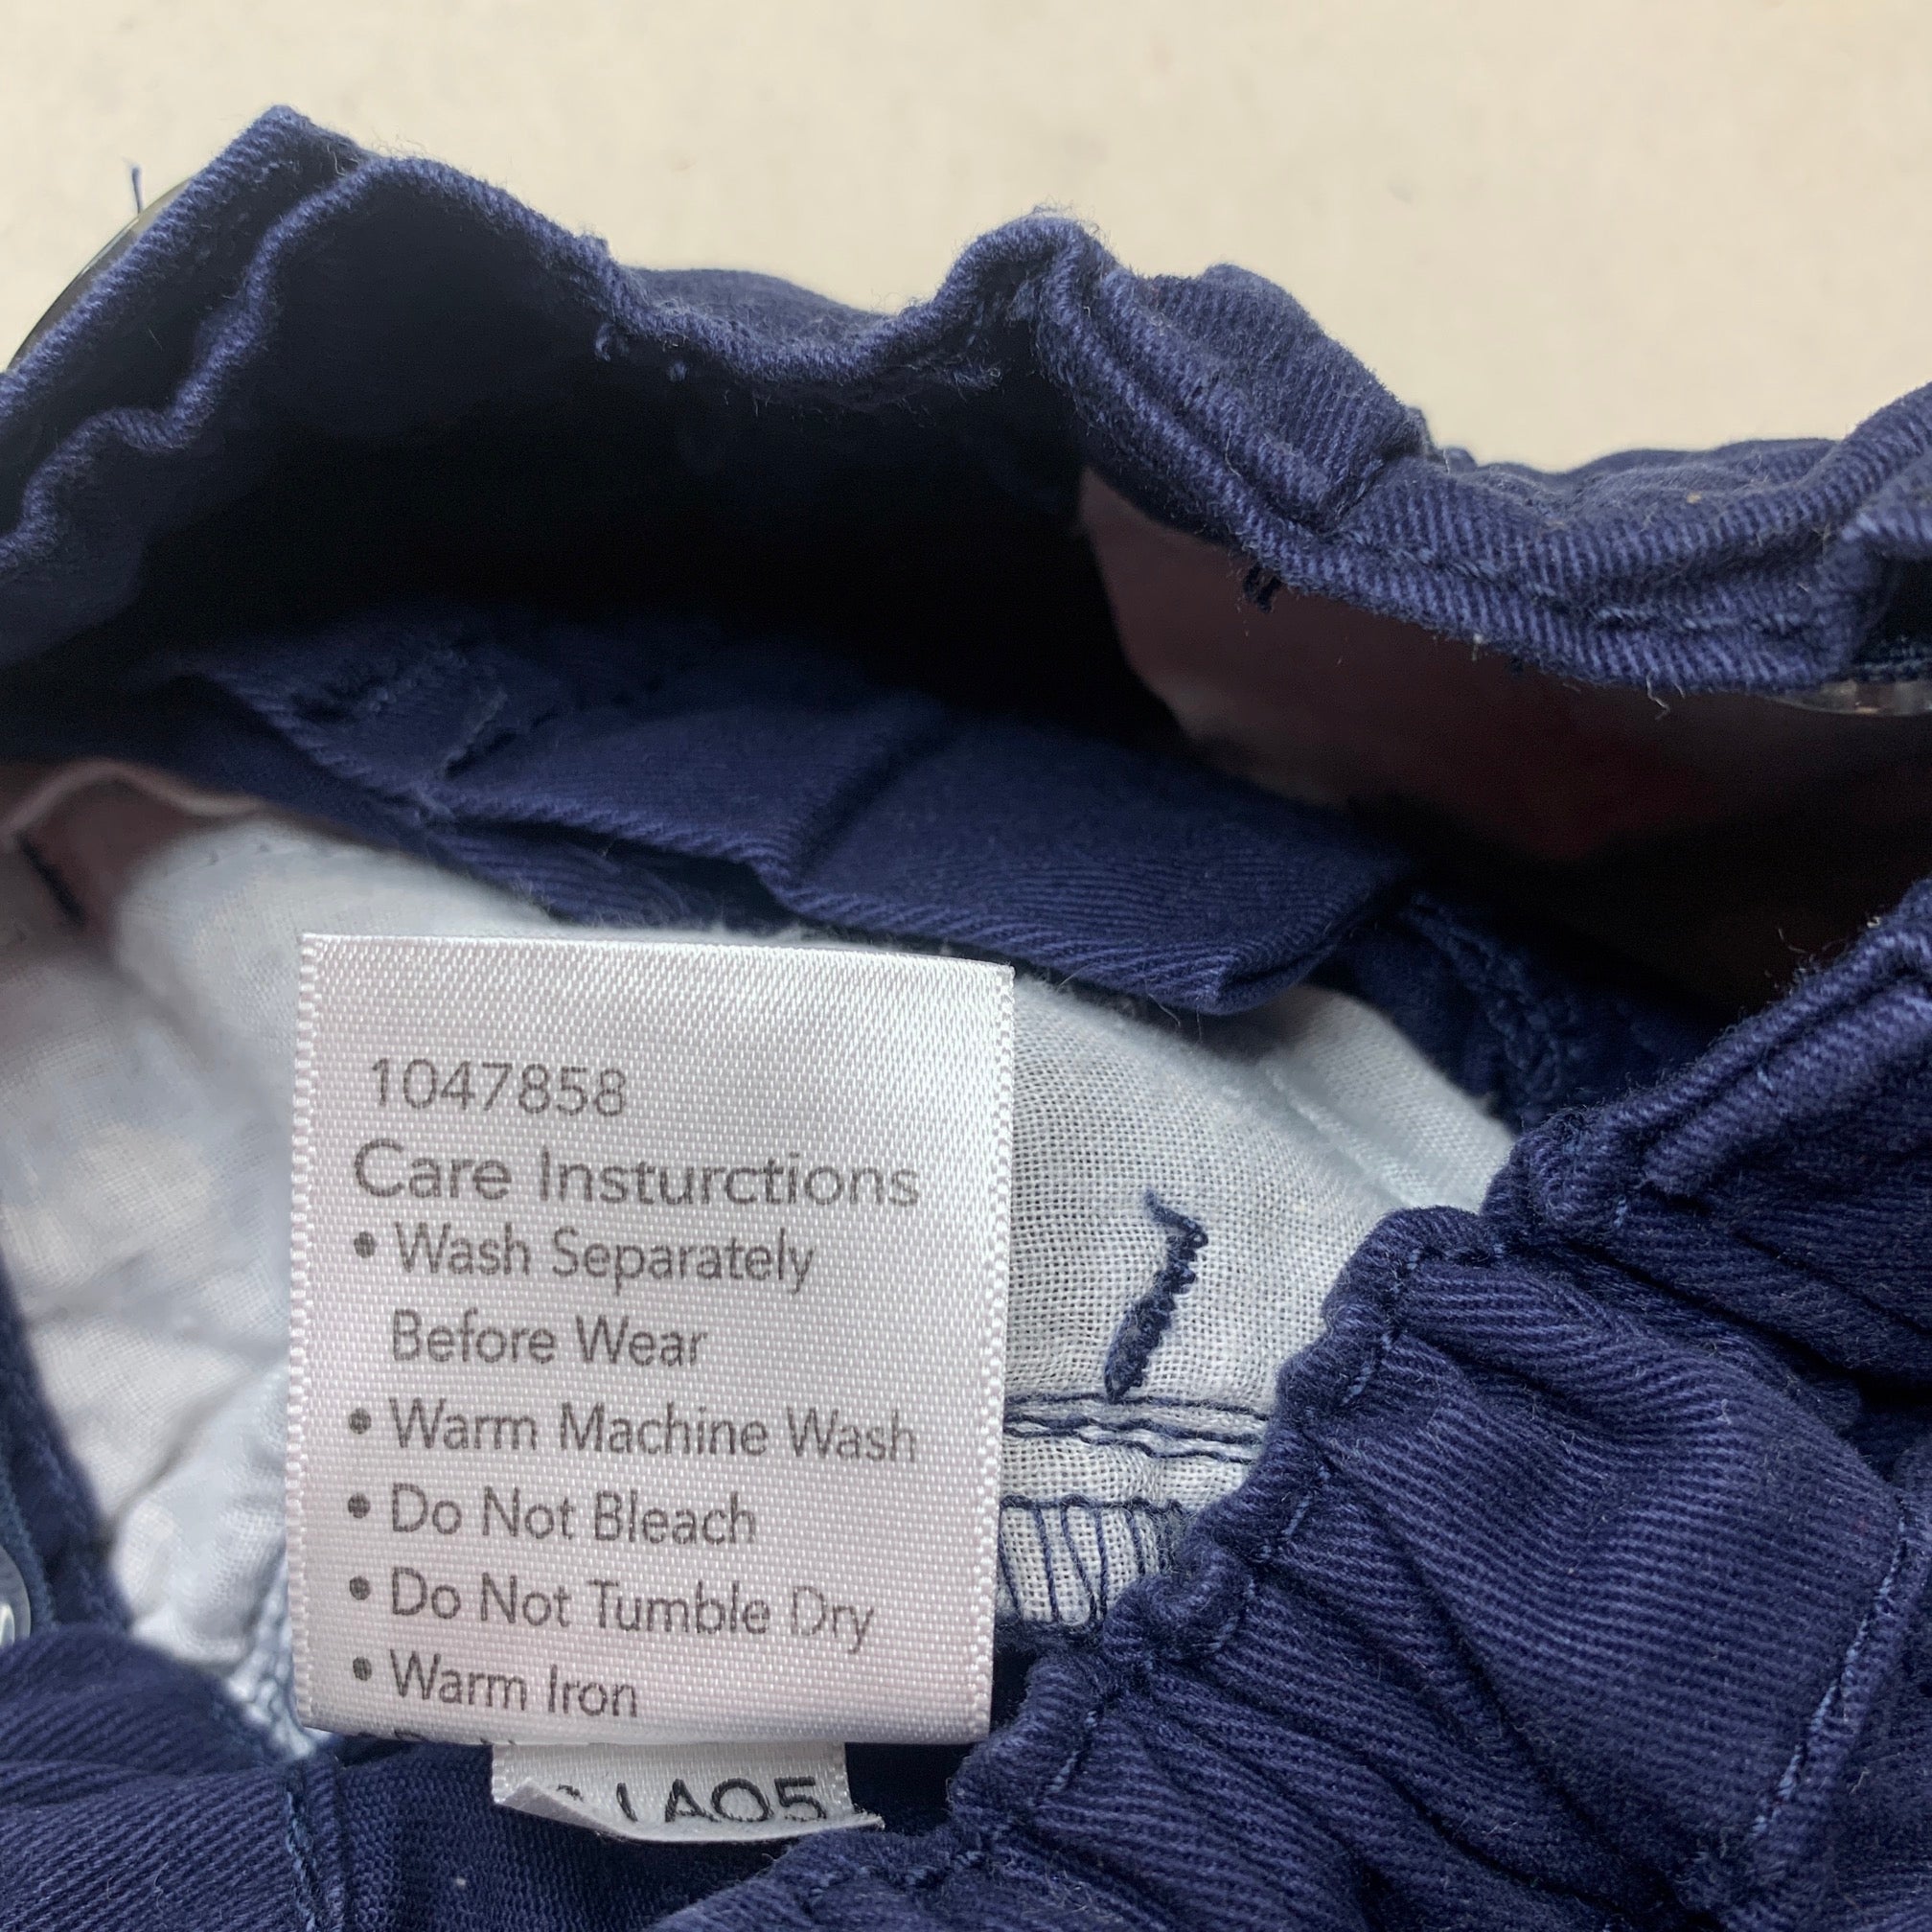 1047858
Care Insturctions
• Wash Separately
Before Wear
• Warm Machine Wash
• Do Not Bleach
• Do Not Tumble Dry
• Warm Iron